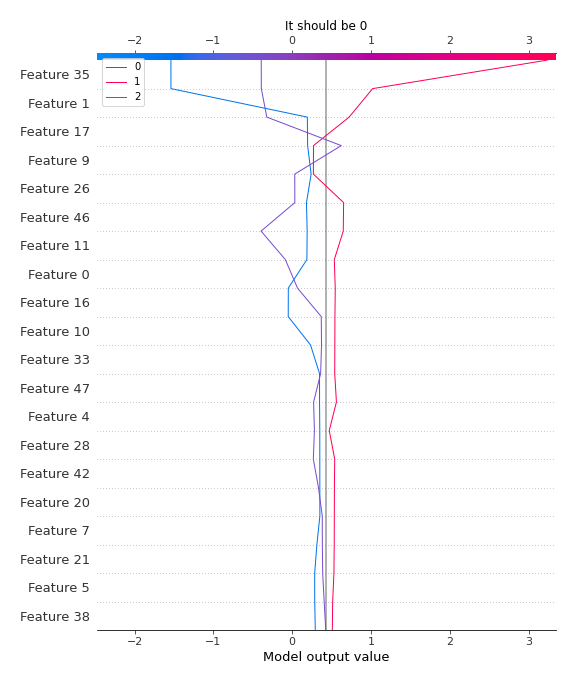 It should be 0
−2 −1 0 1 2 3
0
1
2
Feature 35
Feature 1
Feature 17
Feature 9
Feature 26
Feature 46
Feature 11
Feature 0
Feature 16
Feature 10
Feature 33
Feature 47
Feature 4
Feature 28
Feature 42
Feature 20
Feature 7
Feature 21
Feature 5
Feature 38
−2 −1 0 1 2 3
Model output value